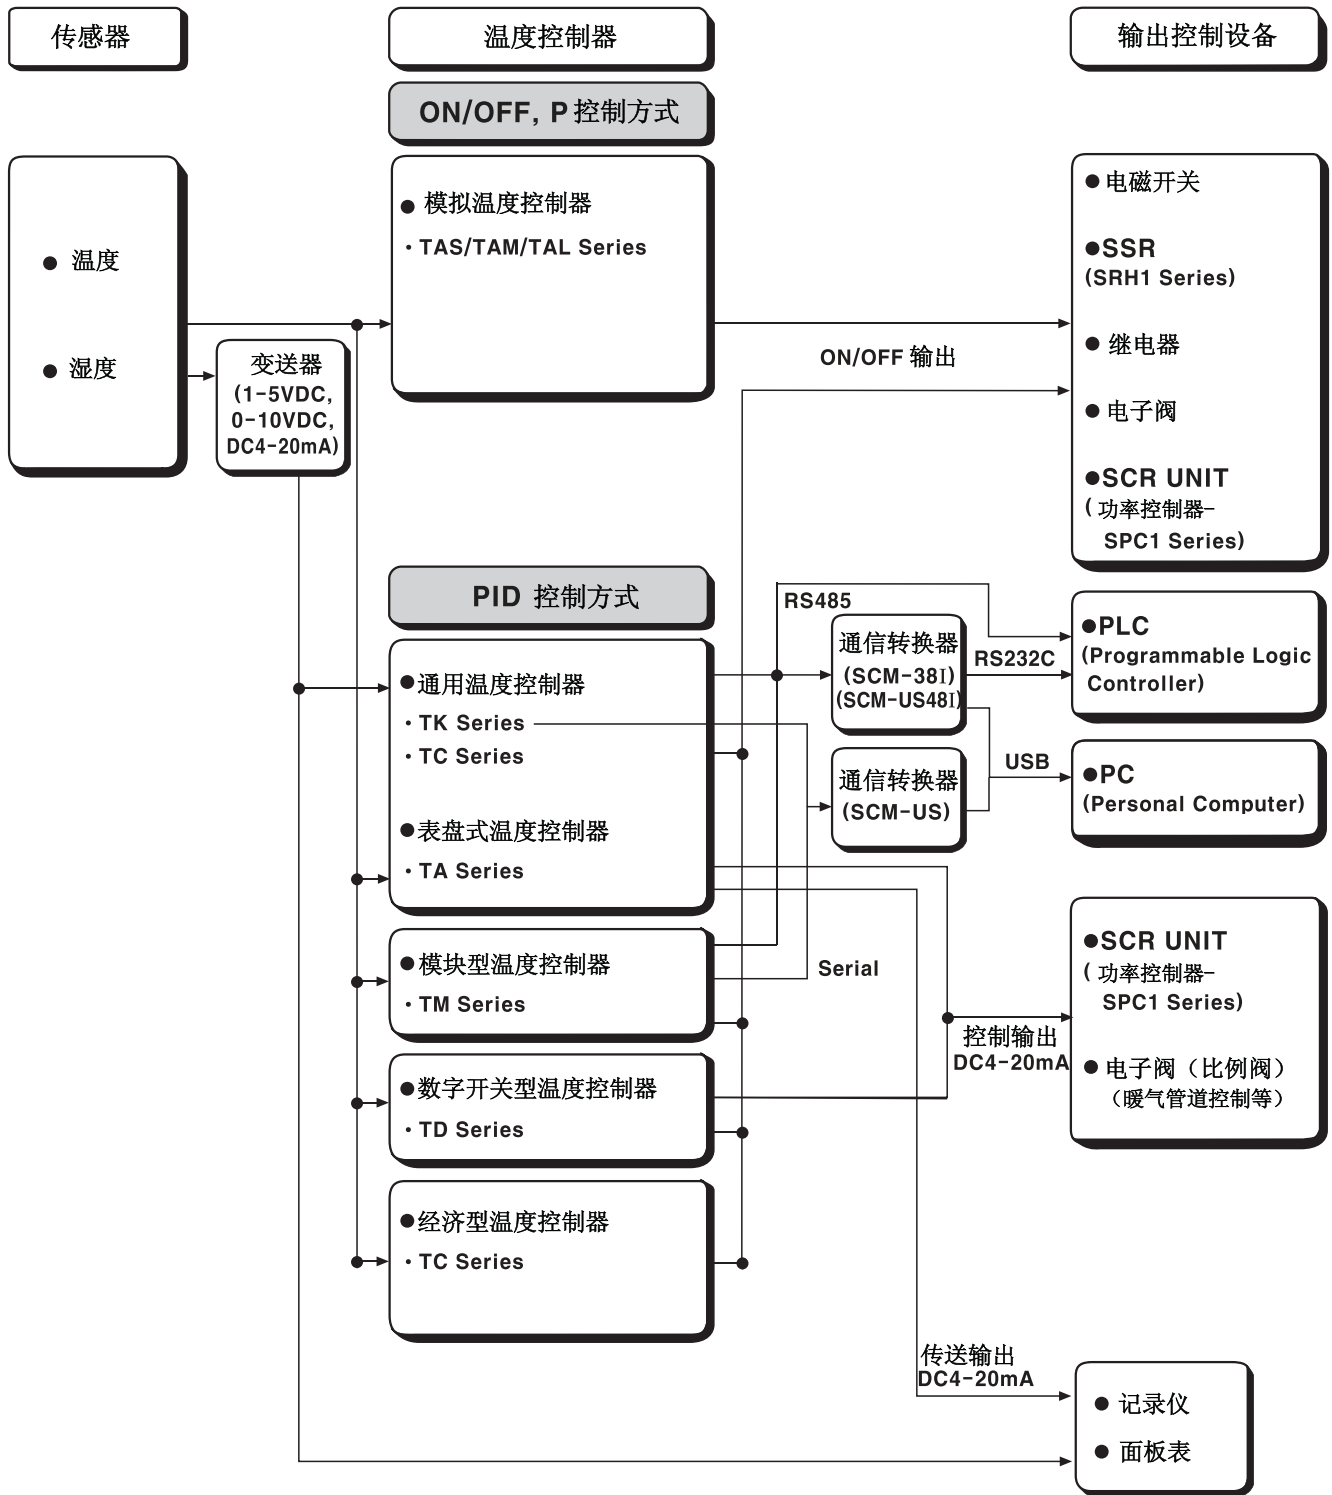 传感器
温度控制器
输出控制设备
ON/OFF, P 控制方式
● 温度
● 湿度
变送器
(1-5VDC,
0-10VDC,
DC4-20mA)
● 模拟温度控制器
· TAS/TAM/TAL Series
ON/OFF 输出
● 电磁开关
●SSR
(SRH1 Series)
● 继电器
● 电子阀
●SCR UNIT
( 功率控制器-
SPC1 Series)
PID 控制方式
●通用温度控制器
· TK Series
· TC Series
●表盘式温度控制器
· TA Series
RS485
通信转换器
(SCM-38I)
(SCM-US48I)
RS232C
●PLC
(Programmable Logic
Controller)
通信转换器
(SCM-US)
USB
●PC
(Personal Computer)
●模块型温度控制器
· TM Series
Serial
●SCR UNIT
( 功率控制器-
SPC1 Series)
控制输出
DC4-20mA
● 电子阀（比例阀）
（暖气管道控制等）
●数字开关型温度控制器
· TD Series
●经济型温度控制器
· TC Series
传送输出
DC4-20mA
● 记录仪
● 面板表